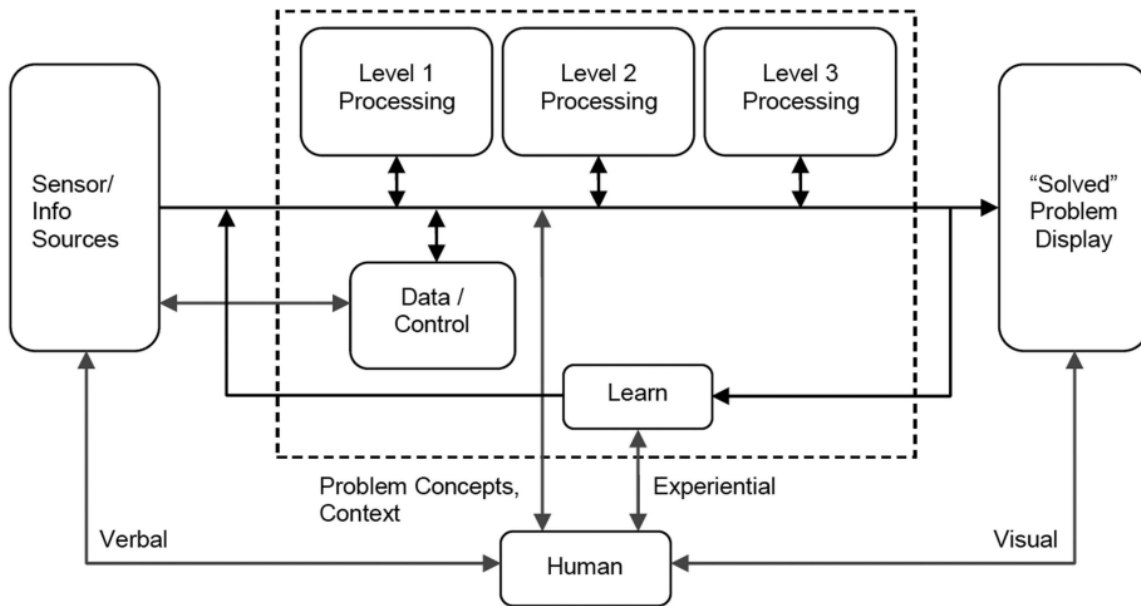 Level 1
Processing
Level 2
Processing
Level 3
Processing
Sensor/
Info
Sources
“Solved”
Problem
Display
Data /
Control
Learn
Problem Concepts,
Context
Experiential
Verbal
Visual
Human